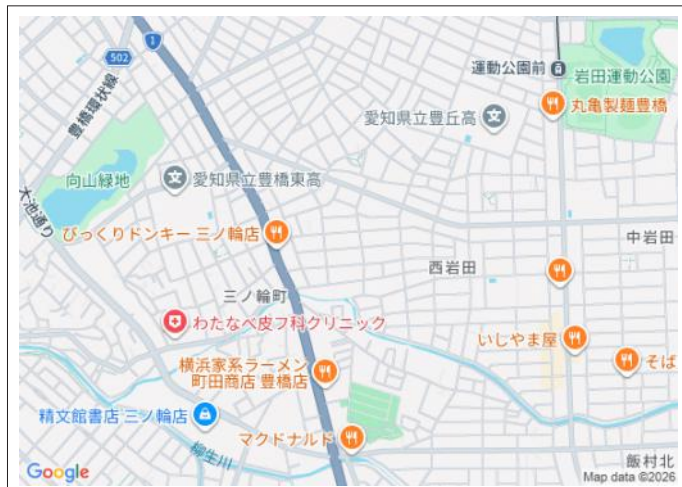 1
502
豊橋環状線
運動公園前
岩田運動公園
丸亀製麺豊橋
愛知県立豊丘高
向山緑地
愛知県立豊橋東高
大池通り
びっくりドンキー 三ノ輪店
中岩田
西岩田
三ノ輪町
わたなべ皮フ科クリニック
いしやま屋
そば
横浜家系ラーメン
町田商店 豊橋店
精文館書店 三ノ輪店
マクドナルド
柳生川
飯村北
Google
Map data ©2026